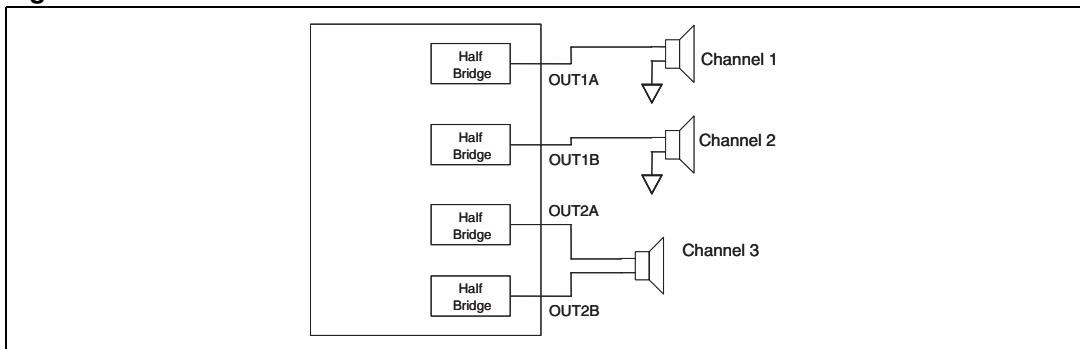 Half
Bridge
OUT1A
Channel 1
Half
Bridge
OUT1B
Channel 2
Half
Bridge
OUT2A
Channel 3
Half
Bridge
OUT2B